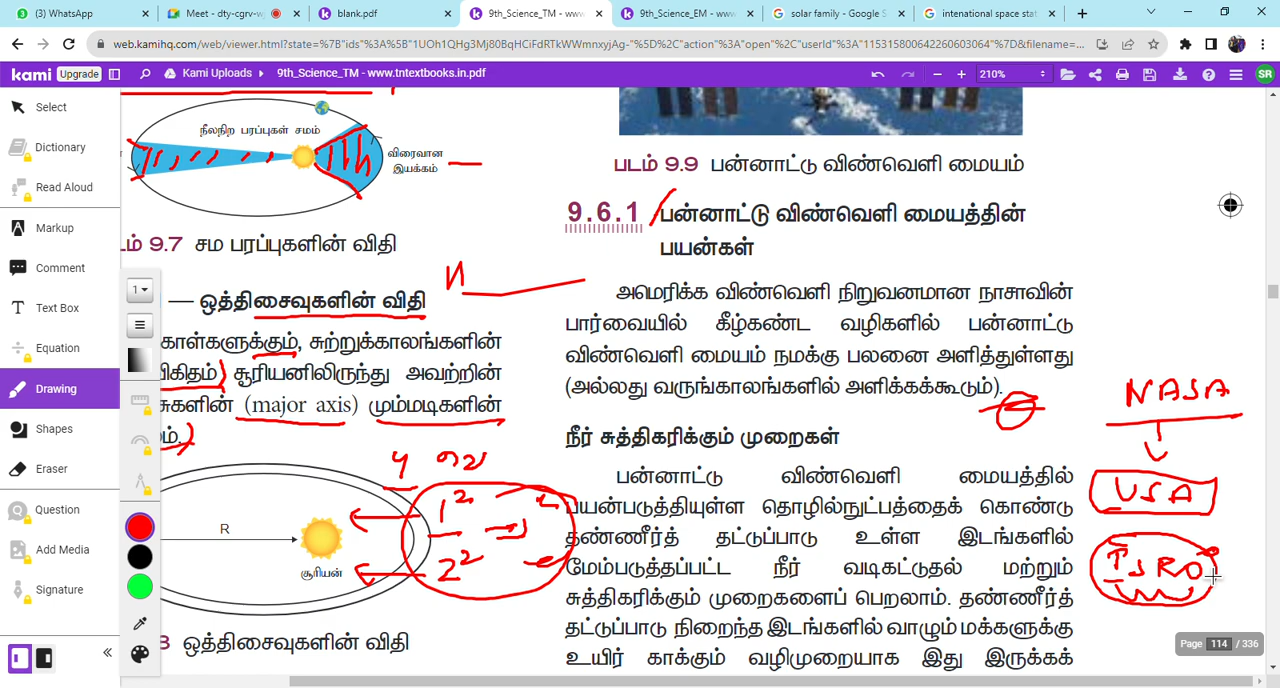 (3) WhatsApp
Meet - dty-cgrv-w
blank.pdf
9th_Science_TM - www
9th_Science_EM - www
solar family - Google S
intenational space stat
web.kamihq.com/web/viewer.html?state=%7B"ids"%3A%5B"1UOh1QHg3Mj80BqHCiFdRTkWWmnxyjAg-"%5D%2C"action"%3A"open"%2C"userId"%3A"115315800642260603064"%7D&filename=...
kami Upgrade
Kami Uploads
9th_Science_TM - www.tntextbooks.in.pdf
210%
SR
Select
Dictionary
Read Aloud
Markup
Comment
Text Box
Equation
Drawing
Shapes
Eraser
Question
Add Media
Signature
1
நீலநிற பரப்புகள் சமம்
விரைவான
இயக்கம்
டம் 9.7 சம பரப்புகளின் விதி
— ஒத்திசைவுகளின் விதி
காள்களுக்கும், சுற்றுக்காலங்களின்
விகிதம் சூரியனிலிருந்து அவற்றின்
சுகளின் (major axis) மும்மடிகளின்
மம்.
R
சூரியன்
8 ஒத்திசைவுகளின் விதி
1²
2²
படம் 9.9 பன்னாட்டு விண்வெளி மையம்
9.6.1 பன்னாட்டு விண்வெளி மையத்தின்
பயன்கள்
அமெரிக்க விண்வெளி நிறுவனமான நாசாவின்
பார்வையில் கீழ்கண்ட வழிகளில் பன்னாட்டு
விண்வெளி மையம் நமக்கு பலனை அளித்துள்ளது
(அல்லது வருங்காலங்களில் அளிக்கக்கூடும்).
நீர் சுத்திகரிக்கும் முறைகள்
பன்னாட்டு விண்வெளி மையத்தில்
பயன்படுத்தியுள்ள தொழில்நுட்பத்தைக் கொண்டு
தண்ணீர்த் தட்டுப்பாடு உள்ள இடங்களில்
மேம்படுத்தப்பட்ட நீர் வடிகட்டுதல் மற்றும்
சுத்திகரிக்கும் முறைகளைப் பெறலாம். தண்ணீர்த்
தட்டுப்பாடு நிறைந்த இடங்களில் வாழும் மக்களுக்கு
உயிர் காக்கும் வழிமுறையாக இது இருக்கக்
NASA
USA
ISRO
Page 114 / 336